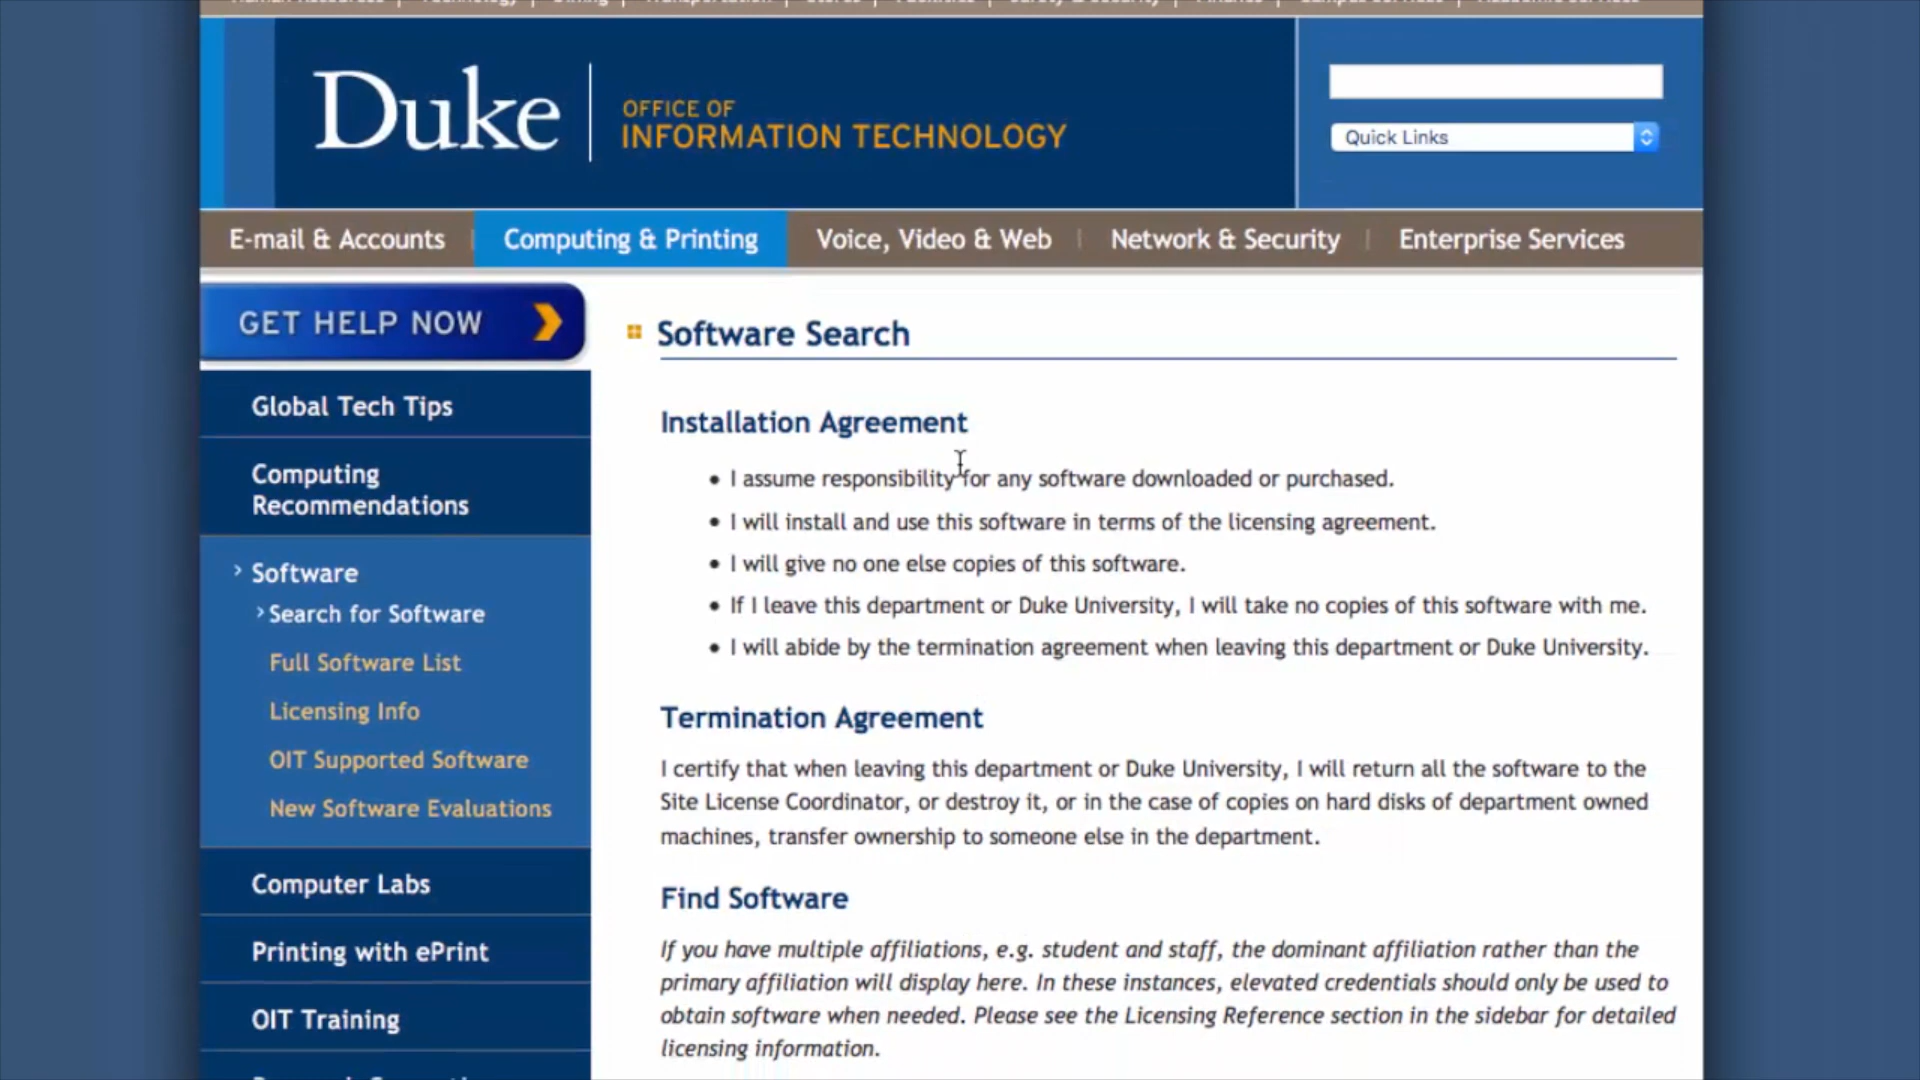 Duke
OFFICE OF
INFORMATION TECHNOLOGY
Quick Links
E-mail & Accounts
Computing & Printing
Voice, Video & Web
Network & Security
Enterprise Services
GET HELP NOW
Global Tech Tips
Computing
Recommendations
Software
Search for Software
Full Software List
Licensing Info
OIT Supported Software
New Software Evaluations
Computer Labs
Printing with ePrint
OIT Training
Software Search
Installation Agreement
• I assume responsibility for any software downloaded or purchased.
• I will install and use this software in terms of the licensing agreement.
• I will give no one else copies of this software.
• If I leave this department or Duke University, I will take no copies of this software with me.
• I will abide by the termination agreement when leaving this department or Duke University.
Termination Agreement
I certify that when leaving this department or Duke University, I will return all the software to the
Site License Coordinator, or destroy it, or in the case of copies on hard disks of department owned
machines, transfer ownership to someone else in the department.
Find Software
If you have multiple affiliations, e.g. student and staff, the dominant affiliation rather than the
primary affiliation will display here. In these instances, elevated credentials should only be used to
obtain software when needed. Please see the Licensing Reference section in the sidebar for detailed
licensing information.